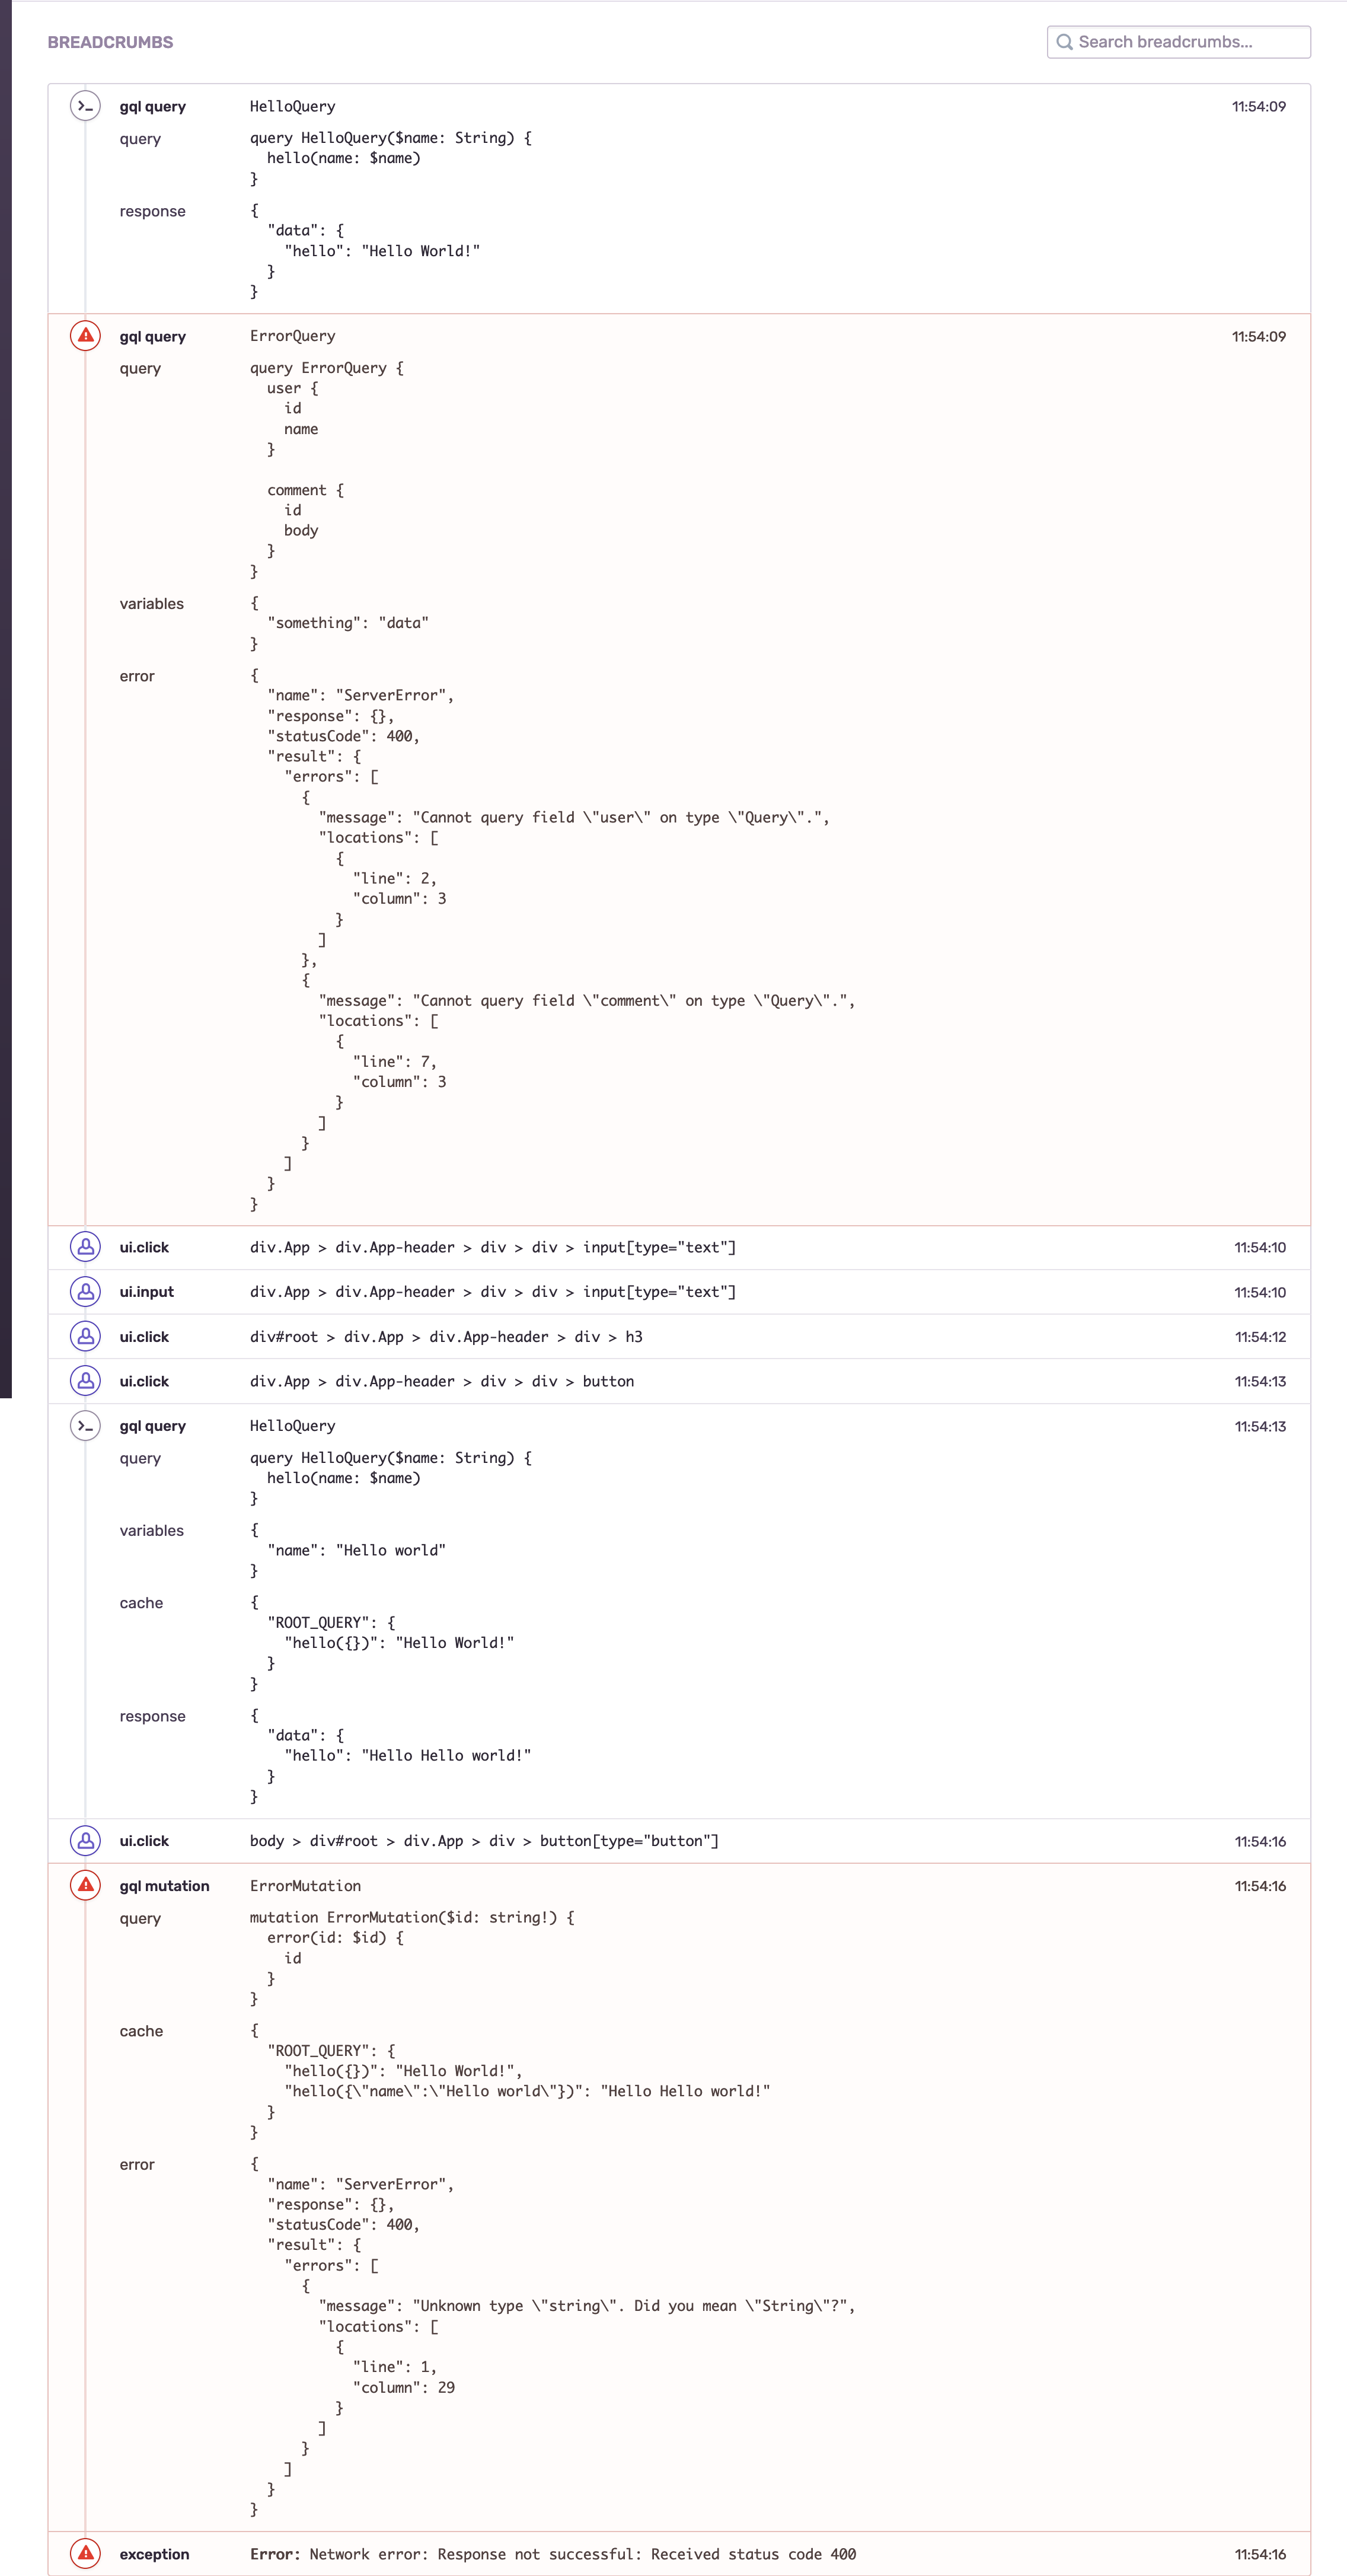 BREADCRUMBS
Search breadcrumbs...
gql query HelloQuery 11:54:09
query query HelloQuery($name: String) {
  hello(name: $name)
}
response {
  "data": {
    "hello": "Hello World!"
  }
}
gql query ErrorQuery 11:54:09
query query ErrorQuery {
  user {
    id
    name
  }
  comment {
    id
    body
  }
}
variables {
  "something": "data"
}
error {
  "name": "ServerError",
  "response": {},
  "statusCode": 400,
  "result": {
    "errors": [
      {
        "message": "Cannot query field \"user\" on type \"Query\".",
        "locations": [
          {
            "line": 2,
            "column": 3
          }
        ]
      },
      {
        "message": "Cannot query field \"comment\" on type \"Query\".",
        "locations": [
          {
            "line": 7,
            "column": 3
          }
        ]
      }
    ]
  }
}
ui.click div.App > div.App-header > div > div > input[type="text"] 11:54:10
ui.input div.App > div.App-header > div > div > input[type="text"] 11:54:10
ui.click div#root > div.App > div.App-header > div > h3 11:54:12
ui.click div.App > div.App-header > div > div > button 11:54:13
gql query HelloQuery 11:54:13
query query HelloQuery($name: String) {
  hello(name: $name)
}
variables {
  "name": "Hello world"
}
cache {
  "ROOT_QUERY": {
    "hello({})": "Hello World!"
  }
}
response {
  "data": {
    "hello": "Hello Hello world!"
  }
}
ui.click body > div#root > div.App > div > button[type="button"] 11:54:16
gql mutation ErrorMutation 11:54:16
query mutation ErrorMutation($id: string!) {
  error(id: $id) {
    id
  }
}
cache {
  "ROOT_QUERY": {
    "hello({})": "Hello World!",
    "hello({\"name\":\"Hello world\"})": "Hello Hello world!"
  }
}
error {
  "name": "ServerError",
  "response": {},
  "statusCode": 400,
  "result": {
    "errors": [
      {
        "message": "Unknown type \"string\". Did you mean \"String\"?",
        "locations": [
          {
            "line": 1,
            "column": 29
          }
        ]
      }
    ]
  }
}
exception Error: Network error: Response not successful: Received status code 400 11:54:16